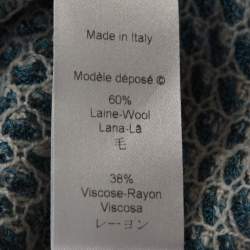 Made in Italy
Modèle déposé ©
60%
Laine-Wool
Lana-Lã
毛
38%
Viscose-Rayon
Viscosa
レーヨン